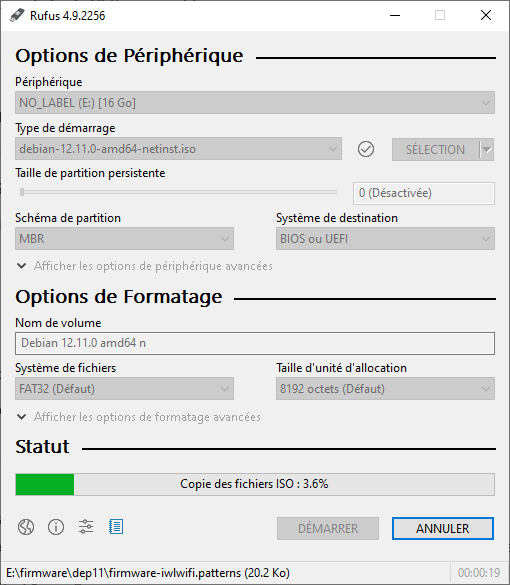 Rufus 4.9.2256
Options de Périphérique
Périphérique
NO_LABEL (E:) [16 Go]
Type de démarrage
debian-12.11.0-amd64-netinst.iso
SÉLECTION
Taille de partition persistente
0 (Désactivée)
Schéma de partition
Système de destination
MBR
BIOS ou UEFI
Afficher les options de périphérique avancées
Options de Formatage
Nom de volume
Debian 12.11.0 amd64 n
Système de fichiers
Taille d'unité d'allocation
FAT32 (Défaut)
8192 octets (Défaut)
Afficher les options de formatage avancées
Statut
Copie des fichiers ISO : 3.6%
DÉMARRER
ANNULER
E:\firmware\dep11\firmware-iwlwifi.patterns (20.2 Ko)
00:00:19